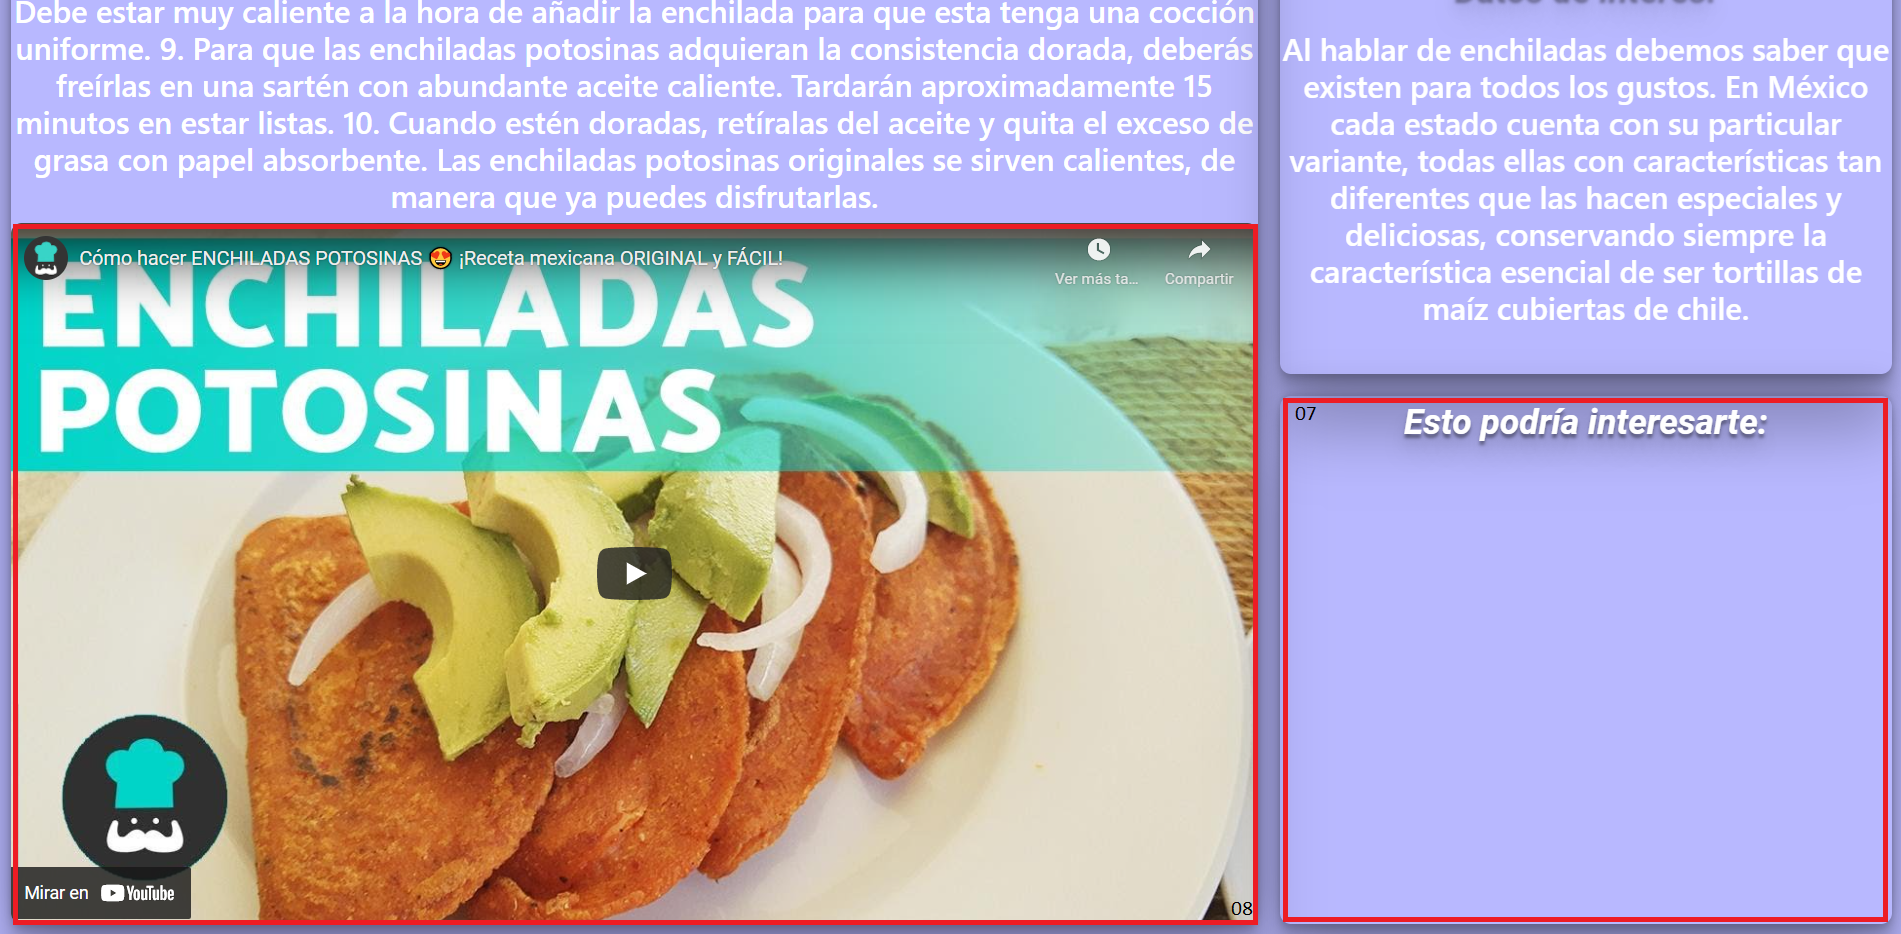 Debe estar muy caliente a la hora de añadir la enchilada para que esta tenga una cocción
uniforme. 9. Para que las enchiladas potosinas adquieran la consistencia dorada, deberás
freírlas en una sartén con abundante aceite caliente. Tardarán aproximadamente 15
minutos en estar listas. 10. Cuando estén doradas, retíralas del aceite y quita el exceso de
grasa con papel absorbente. Las enchiladas potosinas originales se sirven calientes, de
manera que ya puedes disfrutarlas.
Cómo hacer ENCHILADAS POTOSINAS 😍 ¡Receta mexicana ORIGINAL y FÁCIL!
Ver más ta...
Compartir
ENCHILADAS
POTOSINAS
Mirar en YouTube
08
Datos de interés:
Al hablar de enchiladas debemos saber que
existen para todos los gustos. En México
cada estado cuenta con su particular
variante, todas ellas con características tan
diferentes que las hacen especiales y
deliciosas, conservando siempre la
característica esencial de ser tortillas de
maíz cubiertas de chile.
07
Esto podría interesarte: